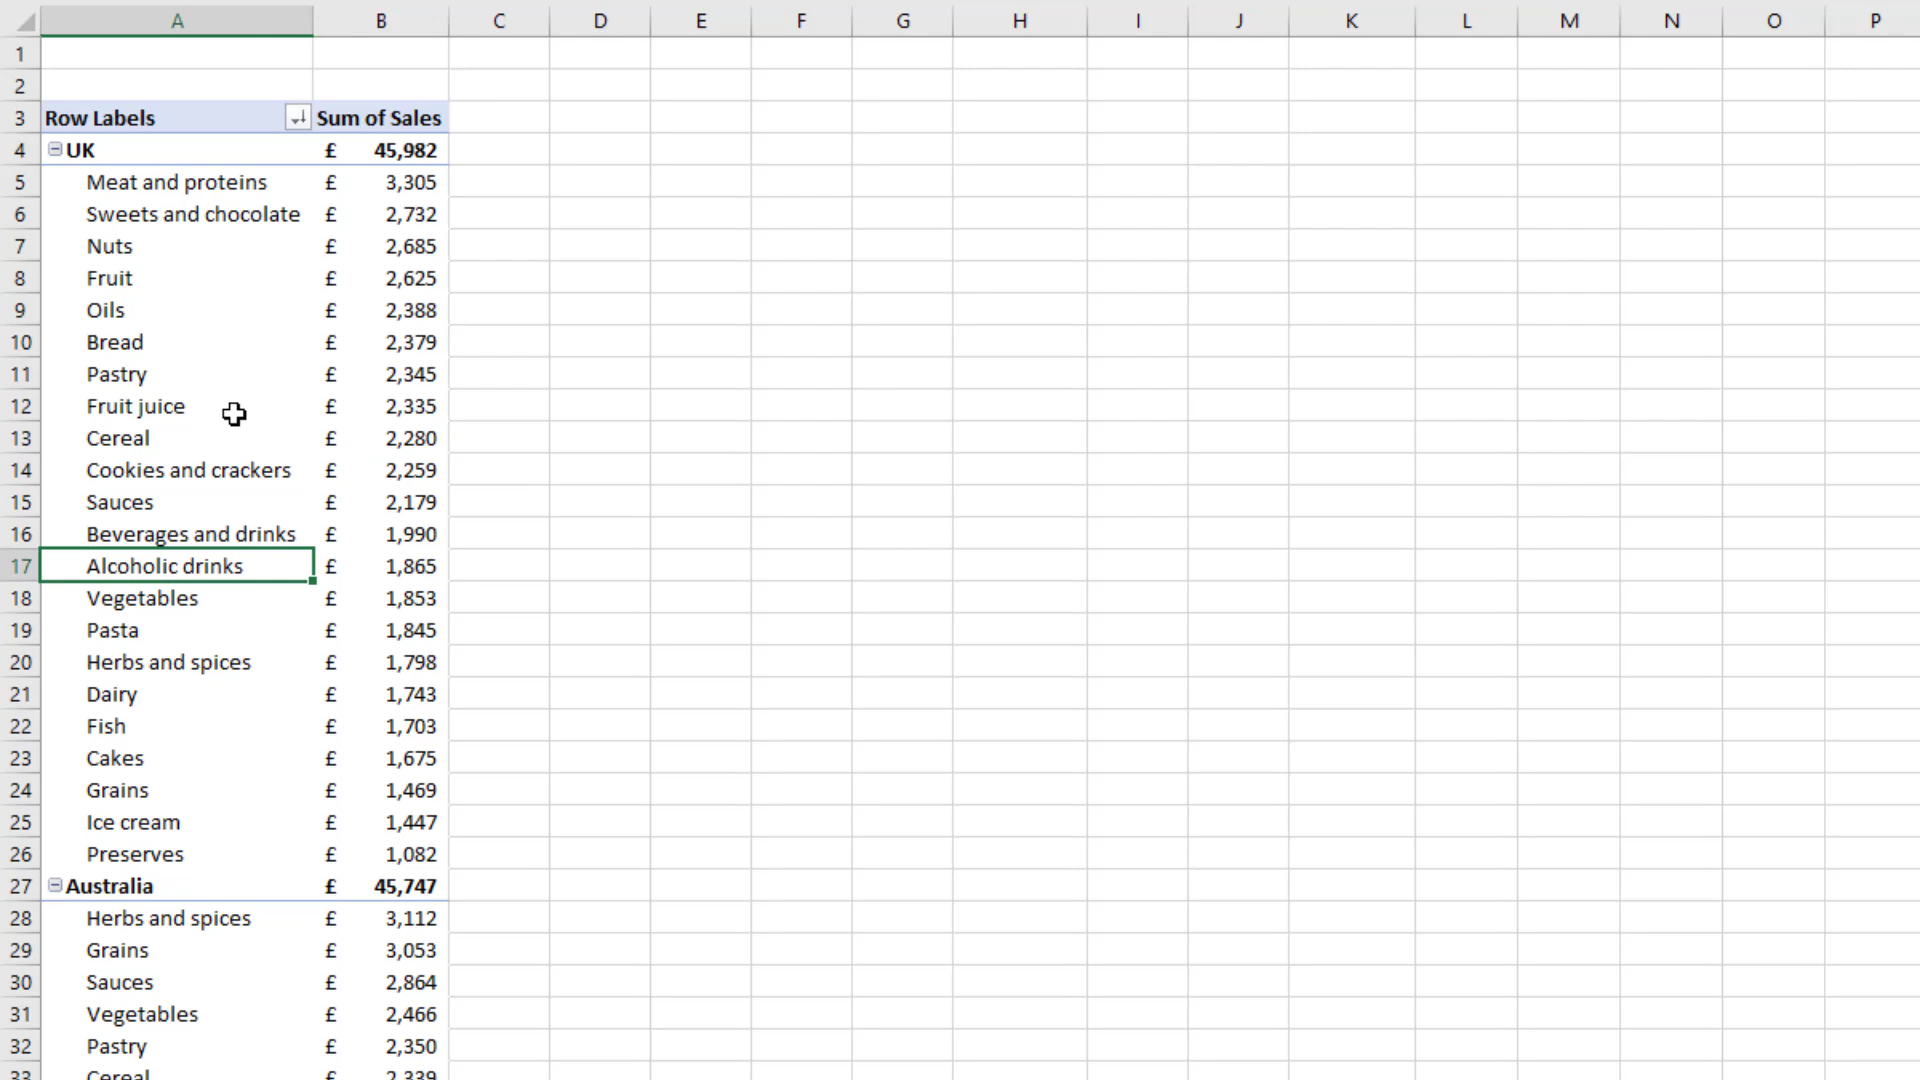 A B C D E F G H I J K L M N O P
1
2
3 Row Labels Sum of Sales
4 UK £ 45,982
5 Meat and proteins £ 3,305
6 Sweets and chocolate £ 2,732
7 Nuts £ 2,685
8 Fruit £ 2,625
9 Oils £ 2,388
10 Bread £ 2,379
11 Pastry £ 2,345
12 Fruit juice £ 2,335
13 Cereal £ 2,280
14 Cookies and crackers £ 2,259
15 Sauces £ 2,179
16 Beverages and drinks £ 1,990
17 Alcoholic drinks £ 1,865
18 Vegetables £ 1,853
19 Pasta £ 1,845
20 Herbs and spices £ 1,798
21 Dairy £ 1,743
22 Fish £ 1,703
23 Cakes £ 1,675
24 Grains £ 1,469
25 Ice cream £ 1,447
26 Preserves £ 1,082
27 Australia £ 45,747
28 Herbs and spices £ 3,112
29 Grains £ 3,053
30 Sauces £ 2,864
31 Vegetables £ 2,466
32 Pastry £ 2,350
33 Cereal £ 2,339